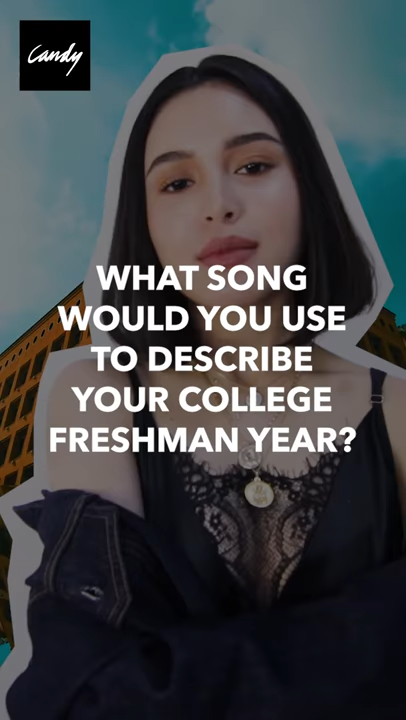 Candy
WHAT SONG
WOULD YOU USE
TO DESCRIBE
YOUR COLLEGE
FRESHMAN YEAR?